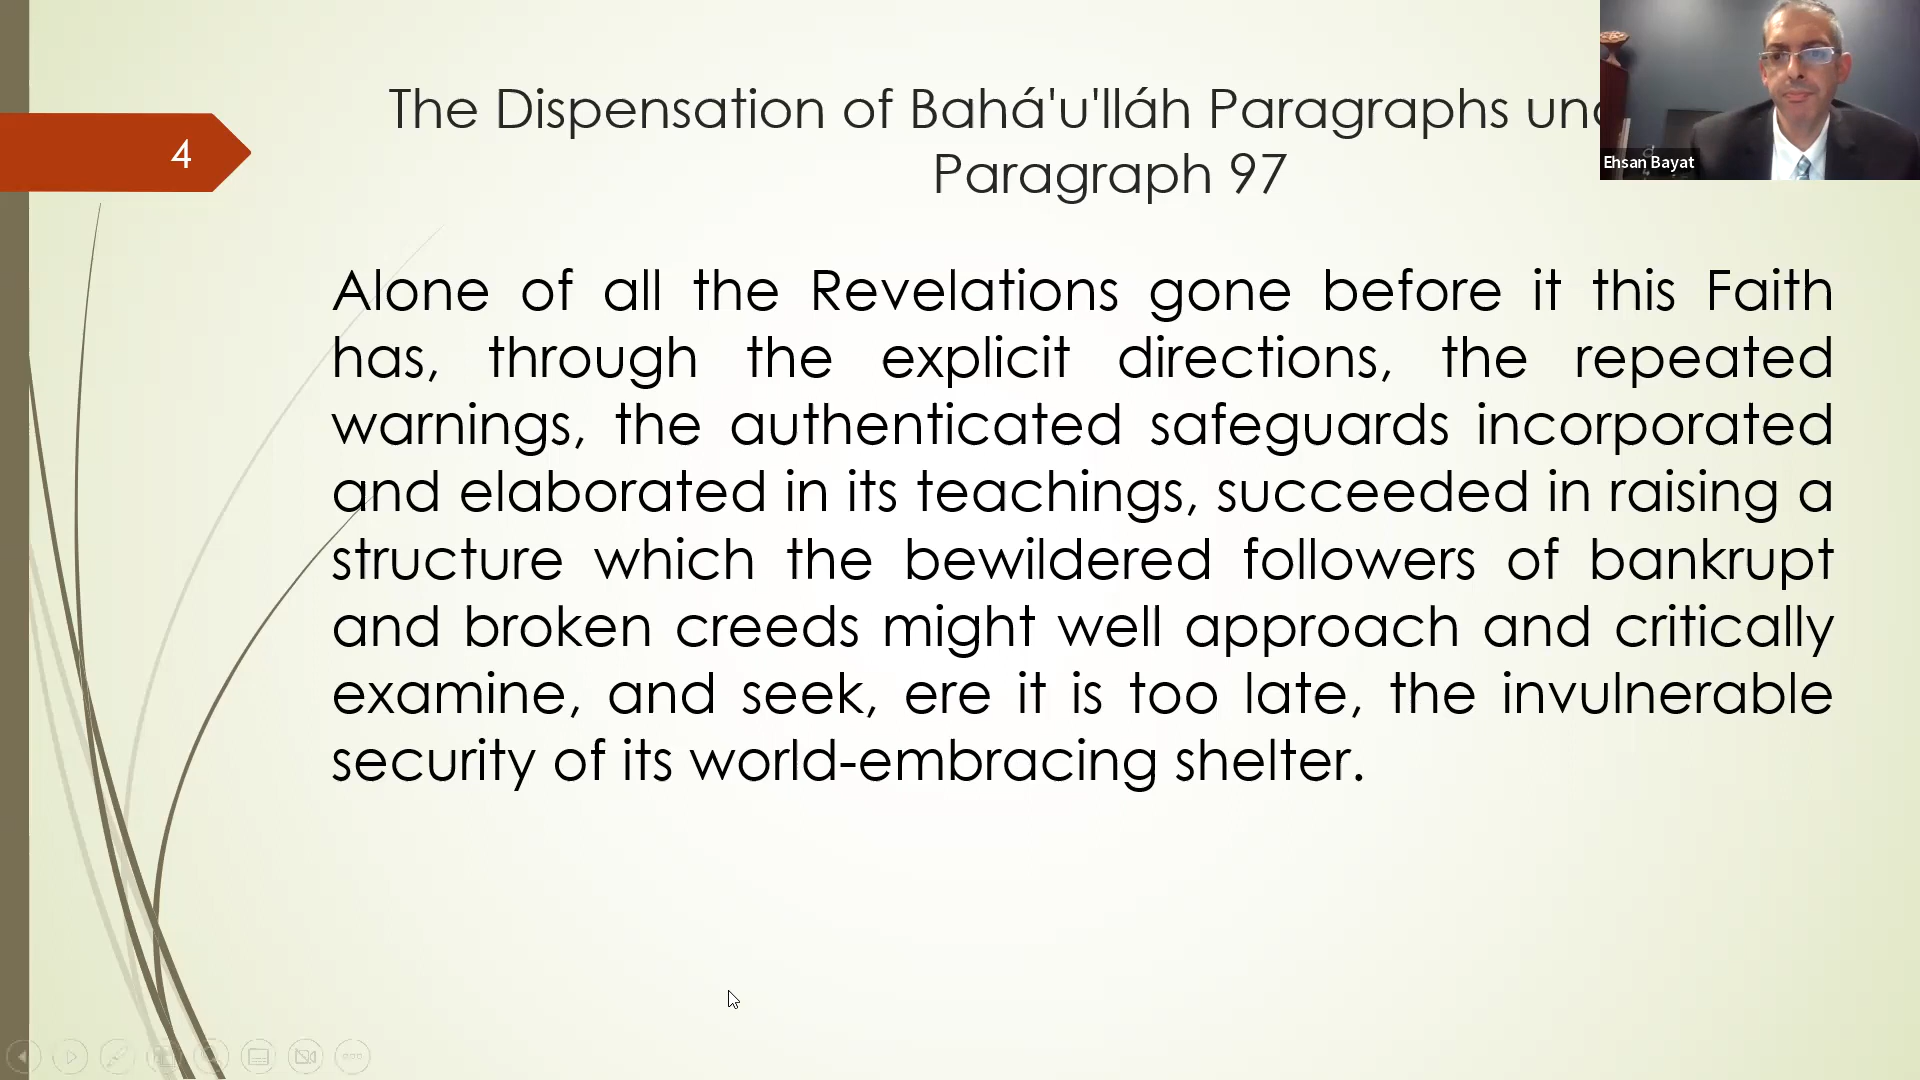 The Dispensation of Bahá'u'lláh Paragraphs
Paragraph 97
4
Ehsan Bayat
Alone of all the Revelations gone before it this Faith
has, through the explicit directions, the repeated
warnings, the authenticated safeguards incorporated
and elaborated in its teachings, succeeded in raising a
structure which the bewildered followers of bankrupt
and broken creeds might well approach and critically
examine, and seek, ere it is too late, the invulnerable
security of its world-embracing shelter.